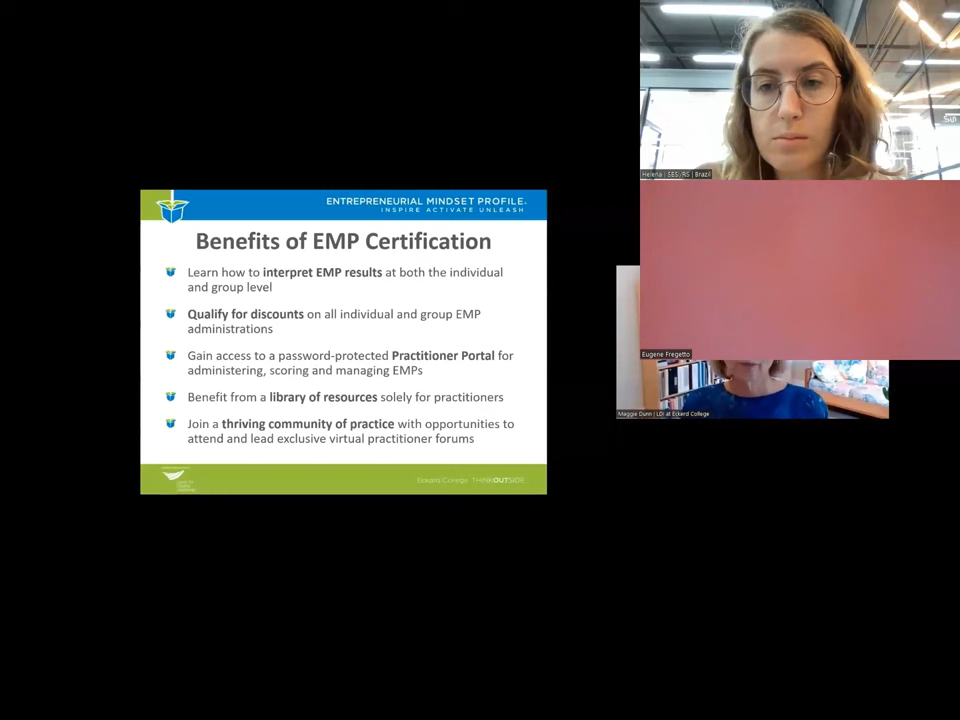 ENTREPRENEURIAL MINDSET PROFILE
INSPIRE ACTIVATE UNLEASH
Benefits of EMP Certification
Learn how to interpret EMP results at both the individual
and group level
Qualify for discounts on all individual and group EMP
administrations
Gain access to a password-protected Practitioner Portal for
administering, scoring and managing EMPs
Benefit from a library of resources solely for practitioners
Join a thriving community of practice with opportunities to
attend and lead exclusive virtual practitioner forums
Eckerd College THINKOUTSIDE
Helena | SES/RS | Brazil
Eugene Fregetto
Maggie Dunn | LDI at Eckerd College